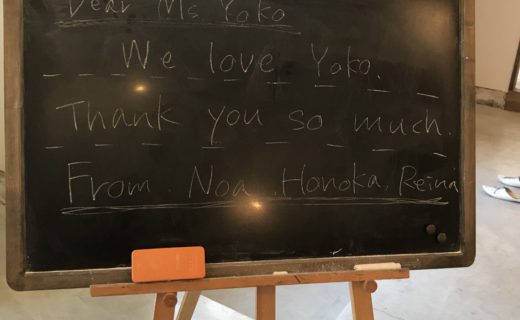 Dear Ms Yoko
We love Yoko.
Thank you so much.
From. Noa, Honoka, Reina